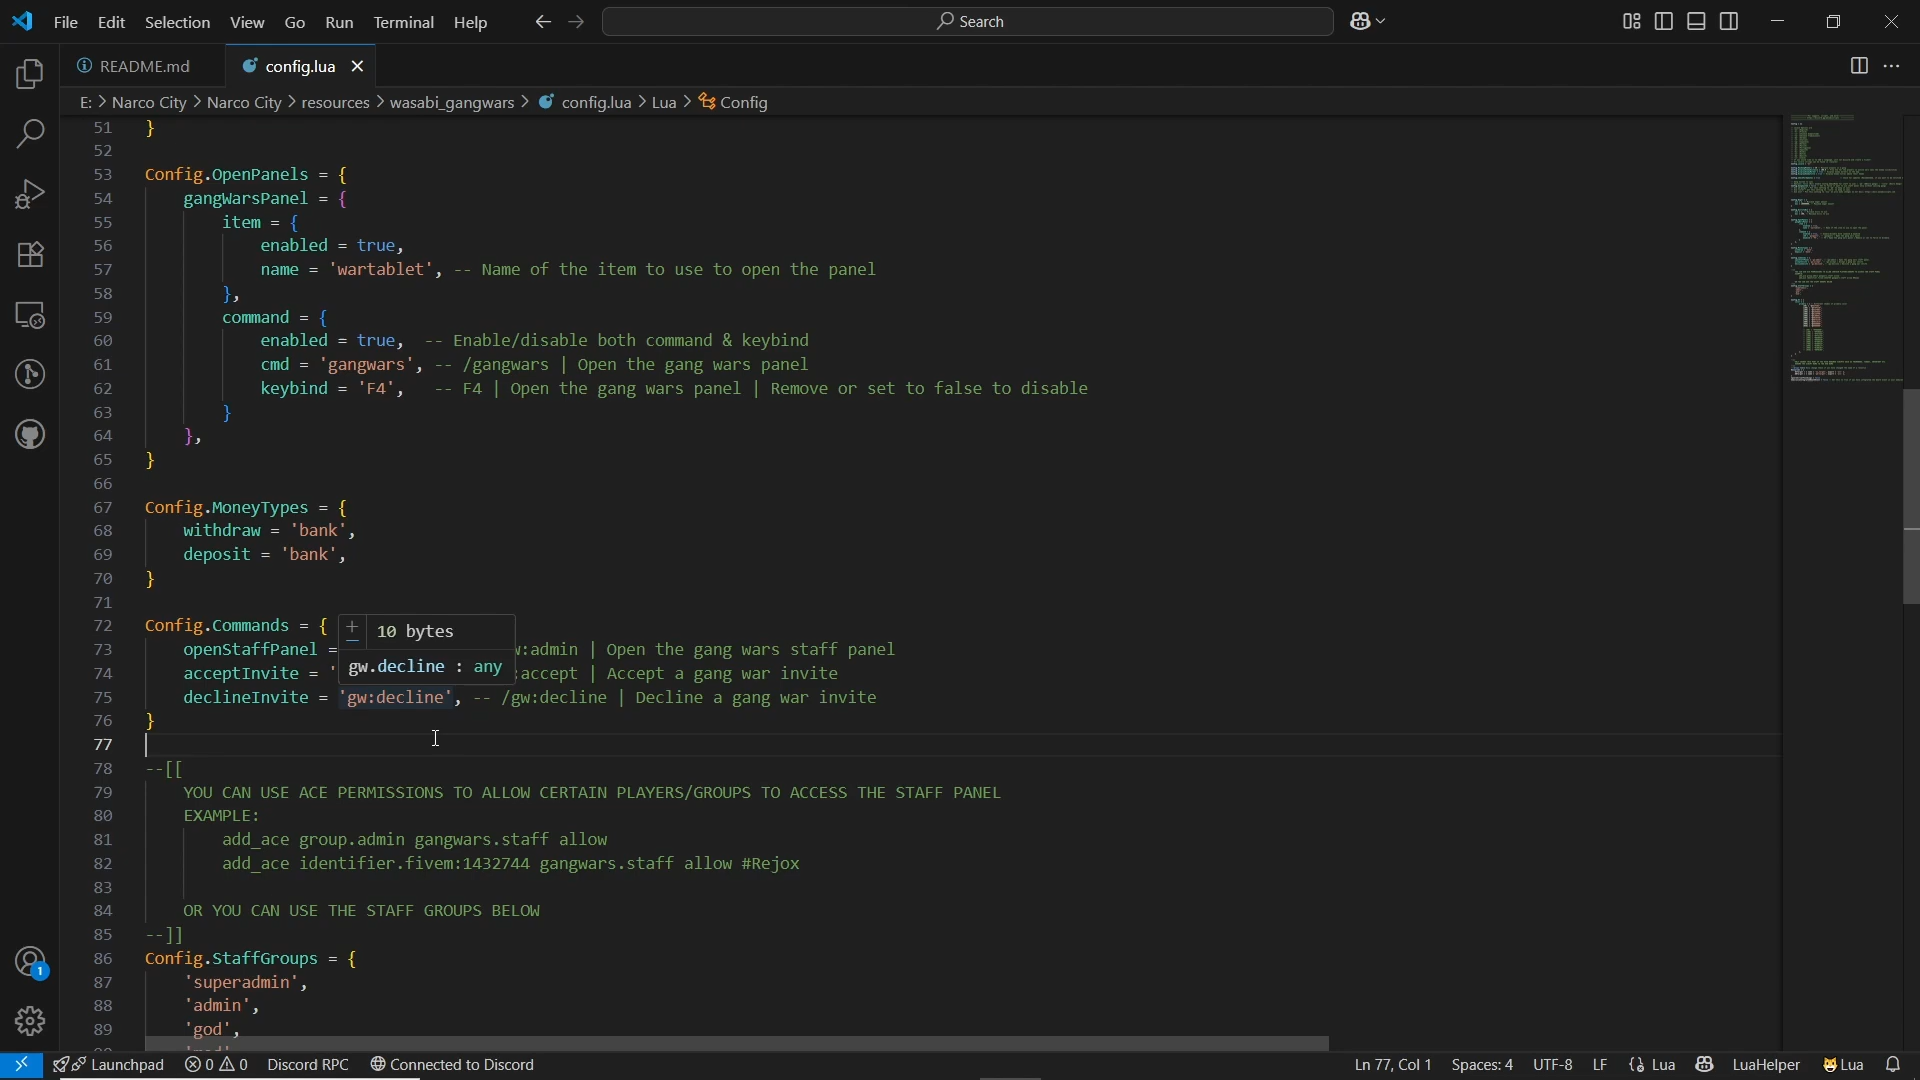 File Edit Selection View Go Run Terminal Help Search
README.md config.lua
E: > Narco City > Narco City > resources > wasabi_gangwars > config.lua > Lua > Config
51 }
52
53 Config.OpenPanels = {
54 gangWarsPanel = {
55 item = {
56 enabled = true,
57 name = 'wartablet', -- Name of the item to use to open the panel
58 },
59 command = {
60 enabled = true, -- Enable/disable both command & keybind
61 cmd = 'gangwars', -- /gangwars | Open the gang wars panel
62 keybind = 'F4', -- F4 | Open the gang wars panel | Remove or set to false to disable
63 }
64 },
65 }
66
67 Config.MoneyTypes = {
68 withdraw = 'bank',
69 deposit = 'bank',
70 }
71
72 Config.Commands = {
+ 10 bytes
73 openStaffPanel = w:admin | Open the gang wars staff panel
gw.decline : any
74 acceptInvite = ' :accept | Accept a gang war invite
75 declineInvite = 'gw:decline', -- /gw:decline | Decline a gang war invite
76 }
77
78 --[[
79 YOU CAN USE ACE PERMISSIONS TO ALLOW CERTAIN PLAYERS/GROUPS TO ACCESS THE STAFF PANEL
80 EXAMPLE:
81 add_ace group.admin gangwars.staff allow
82 add_ace identifier.fivem:1432744 gangwars.staff allow #Rejox
83
84 OR YOU CAN USE THE STAFF GROUPS BELOW
85 --]]
86 Config.StaffGroups = {
87 'superadmin',
88 'admin',
89 'god',
1
Launchpad 0 0 Discord RPC Connected to Discord Ln 77, Col 1 Spaces: 4 UTF-8 LF {} Lua LuaHelper Lua